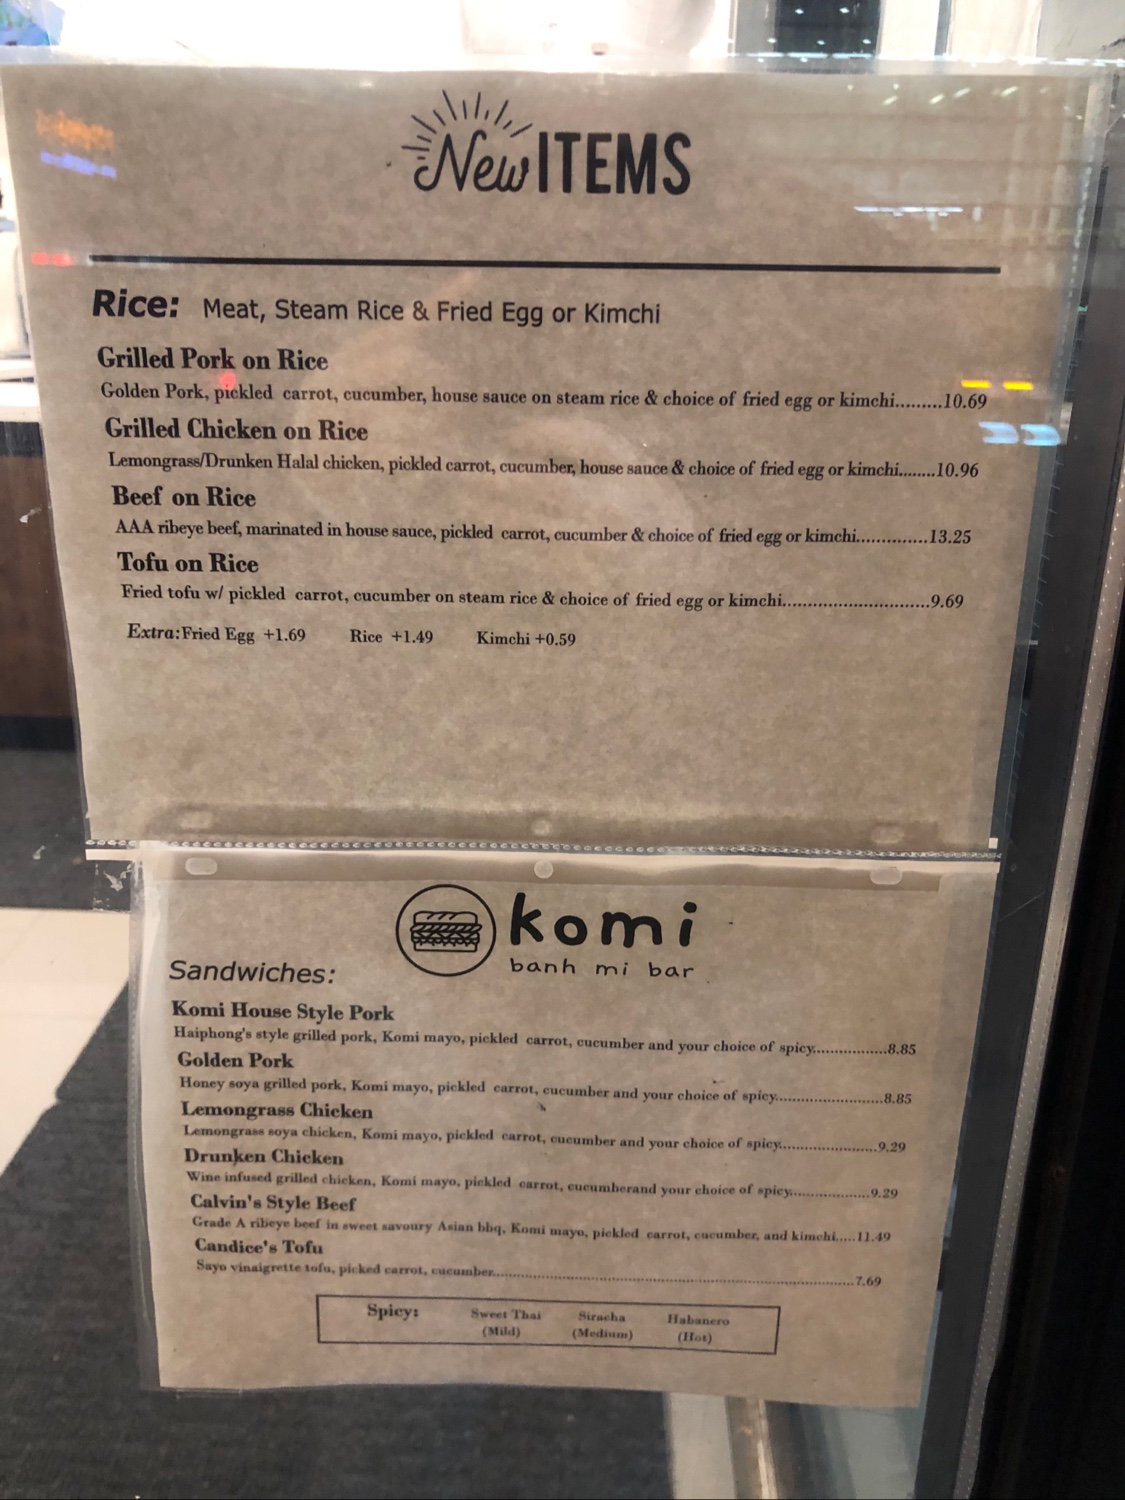 New ITEMS
Rice: Meat, Steam Rice & Fried Egg or Kimchi
Grilled Pork on Rice
Golden Pork, pickled carrot, cucumber, house sauce on steam rice & choice of fried egg or kimchi.........10.69
Grilled Chicken on Rice
Lemongrass/Drunken Halal chicken, pickled carrot, cucumber, house sauce & choice of fried egg or kimchi........10.96
Beef on Rice
AAA ribeye beef, marinated in house sauce, pickled carrot, cucumber & choice of fried egg or kimchi..............13.25
Tofu on Rice
Fried tofu w/ pickled carrot, cucumber on steam rice & choice of fried egg or kimchi.............................9.69
Extra:Fried Egg +1.69 Rice +1.49 Kimchi +0.59
komi
banh mi bar
Sandwiches:
Komi House Style Pork
Haiphong's style grilled pork, Komi mayo, pickled carrot, cucumber and your choice of spicy.................8.85
Golden Pork
Honey soya grilled pork, Komi mayo, pickled carrot, cucumber and your choice of spicy.........................8.85
Lemongrass Chicken
Lemongrass soya chicken, Komi mayo, pickled carrot, cucumber and your choice of spicy.......................9.29
Drunken Chicken
Wine infused grilled chicken, Komi mayo, pickled carrot, cucumberand your choice of spicy...................9.29
Calvin's Style Beef
Grade A ribeye beef in sweet savoury Asian bbq, Komi mayo, pickled carrot, cucumber, and kimchi.....11.49
Candice's Tofu
Sayo vinaigrette tofu, picked carrot, cucumber..........................................................................................7.69
Spicy: Sweet Thai Siracha Habanero
(Mild) (Medium) (Hot)